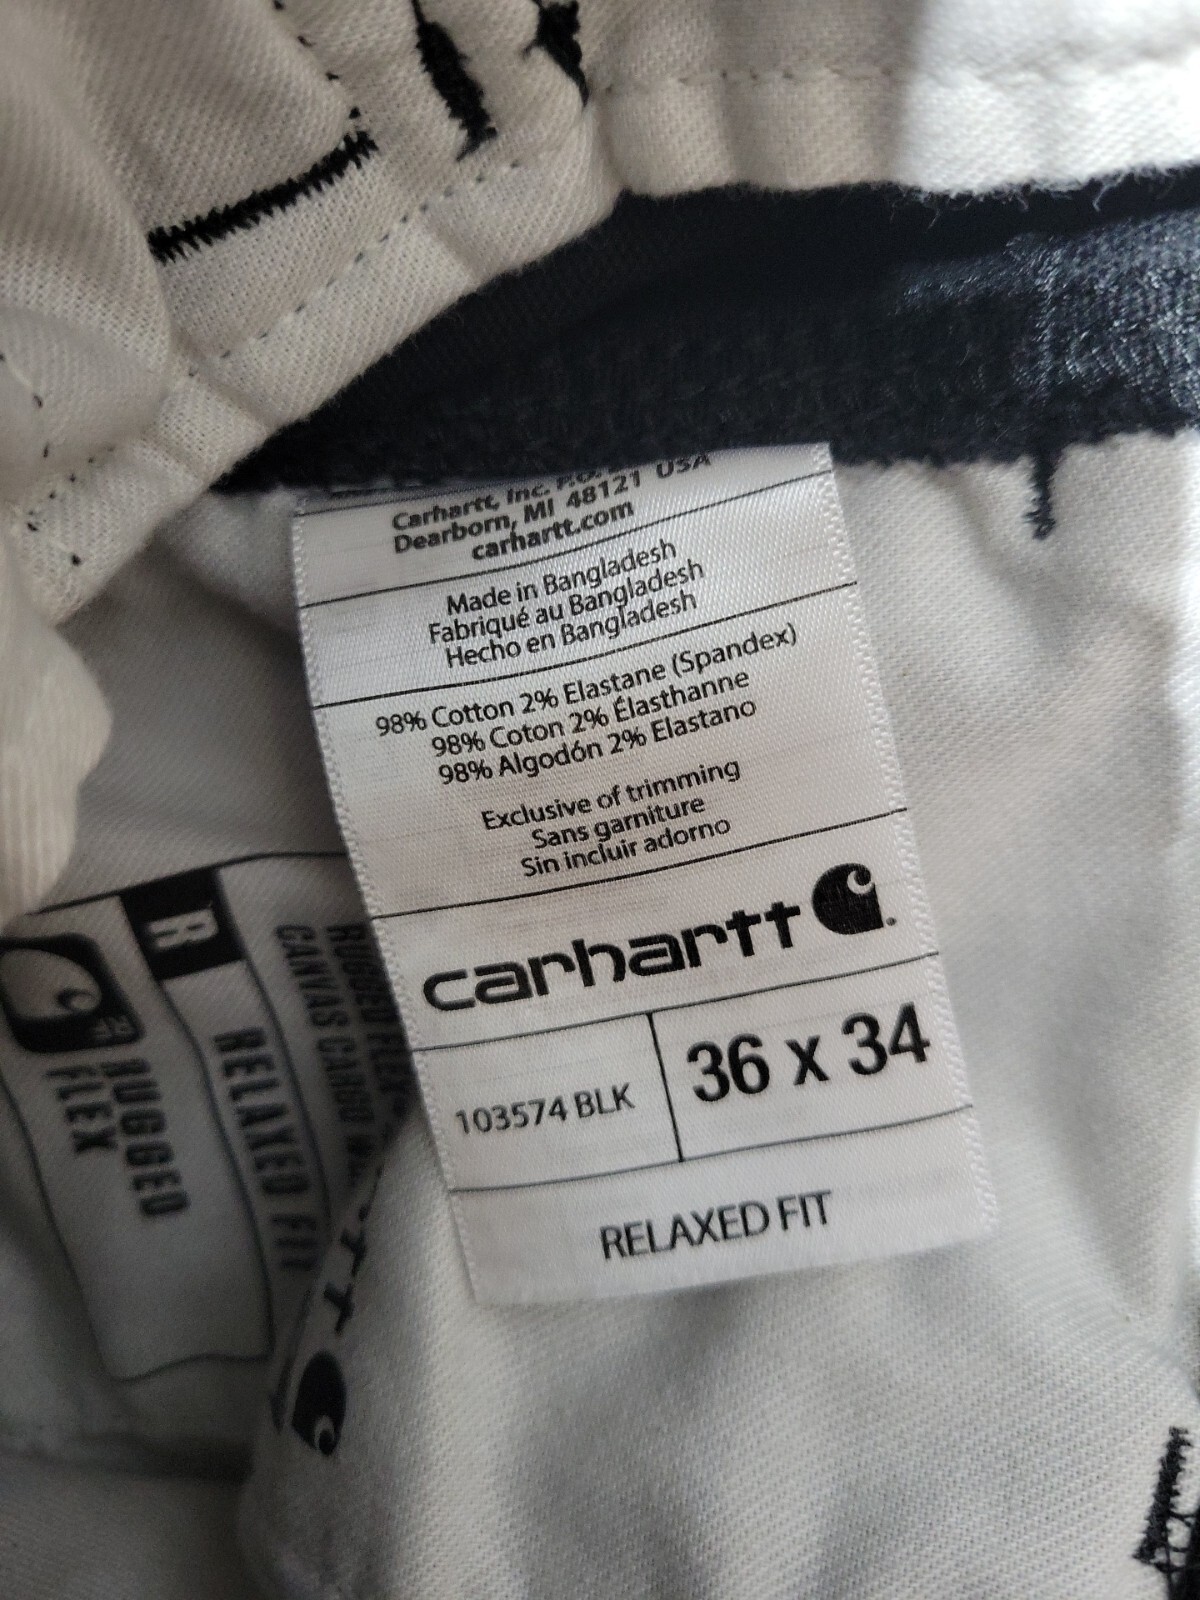 Carhartt, Inc. P.O.
Dearborn, MI 48121 USA
carhartt.com
Made in Bangladesh
Fabriqué au Bangladesh
Hecho en Bangladesh
98% Cotton 2% Elastane (Spandex)
98% Coton 2% Élasthanne
98% Algodón 2% Elastano
Exclusive of trimming
Sans garniture
Sin incluir adorno
carhartt
103574 BLK
36 x 34
RELAXED FIT
RF
RUGGED
FLEX
R
RELAXED FIT
RUGGED FLEX
CANVAS CARGO
TT